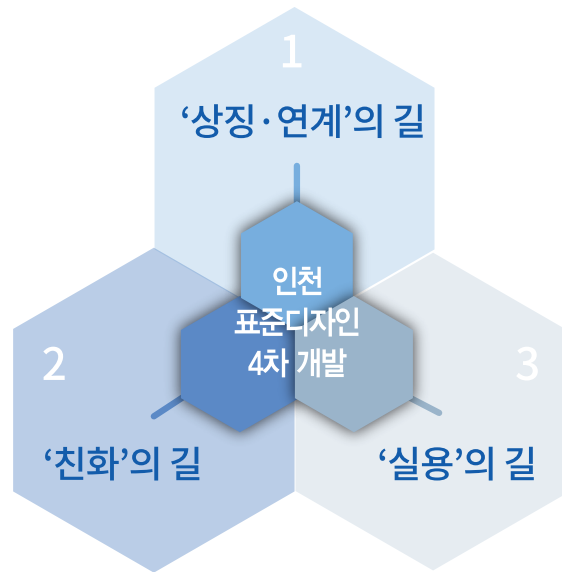 1
‘상징·연계’의 길
인천
표준디자인
4차 개발
2
‘친화’의 길
3
‘실용’의 길